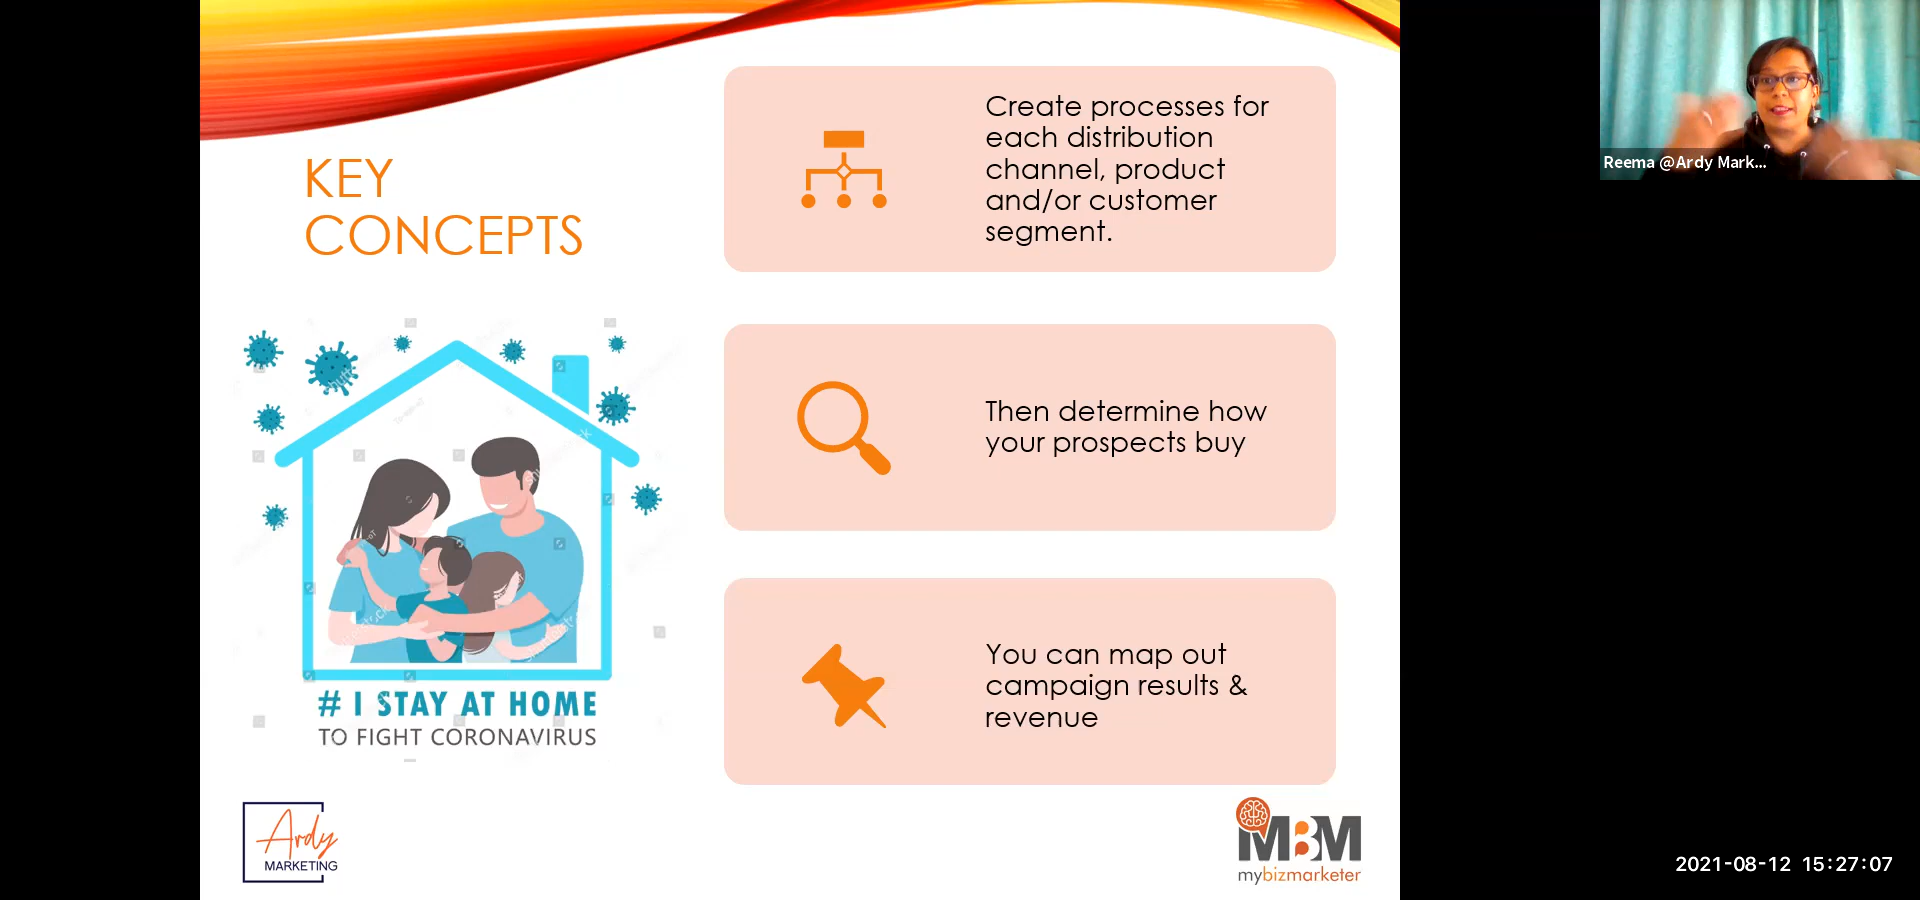 KEY
CONCEPTS
Create processes for
each distribution
channel, product
and/or customer
segment.
Then determine how
your prospects buy
You can map out
campaign results &
revenue
# I STAY AT HOME
TO FIGHT CORONAVIRUS
Ardy
MARKETING
MBM
mybizmarketer
Reema @Ardy Mark...
2021-08-12 15:27:07